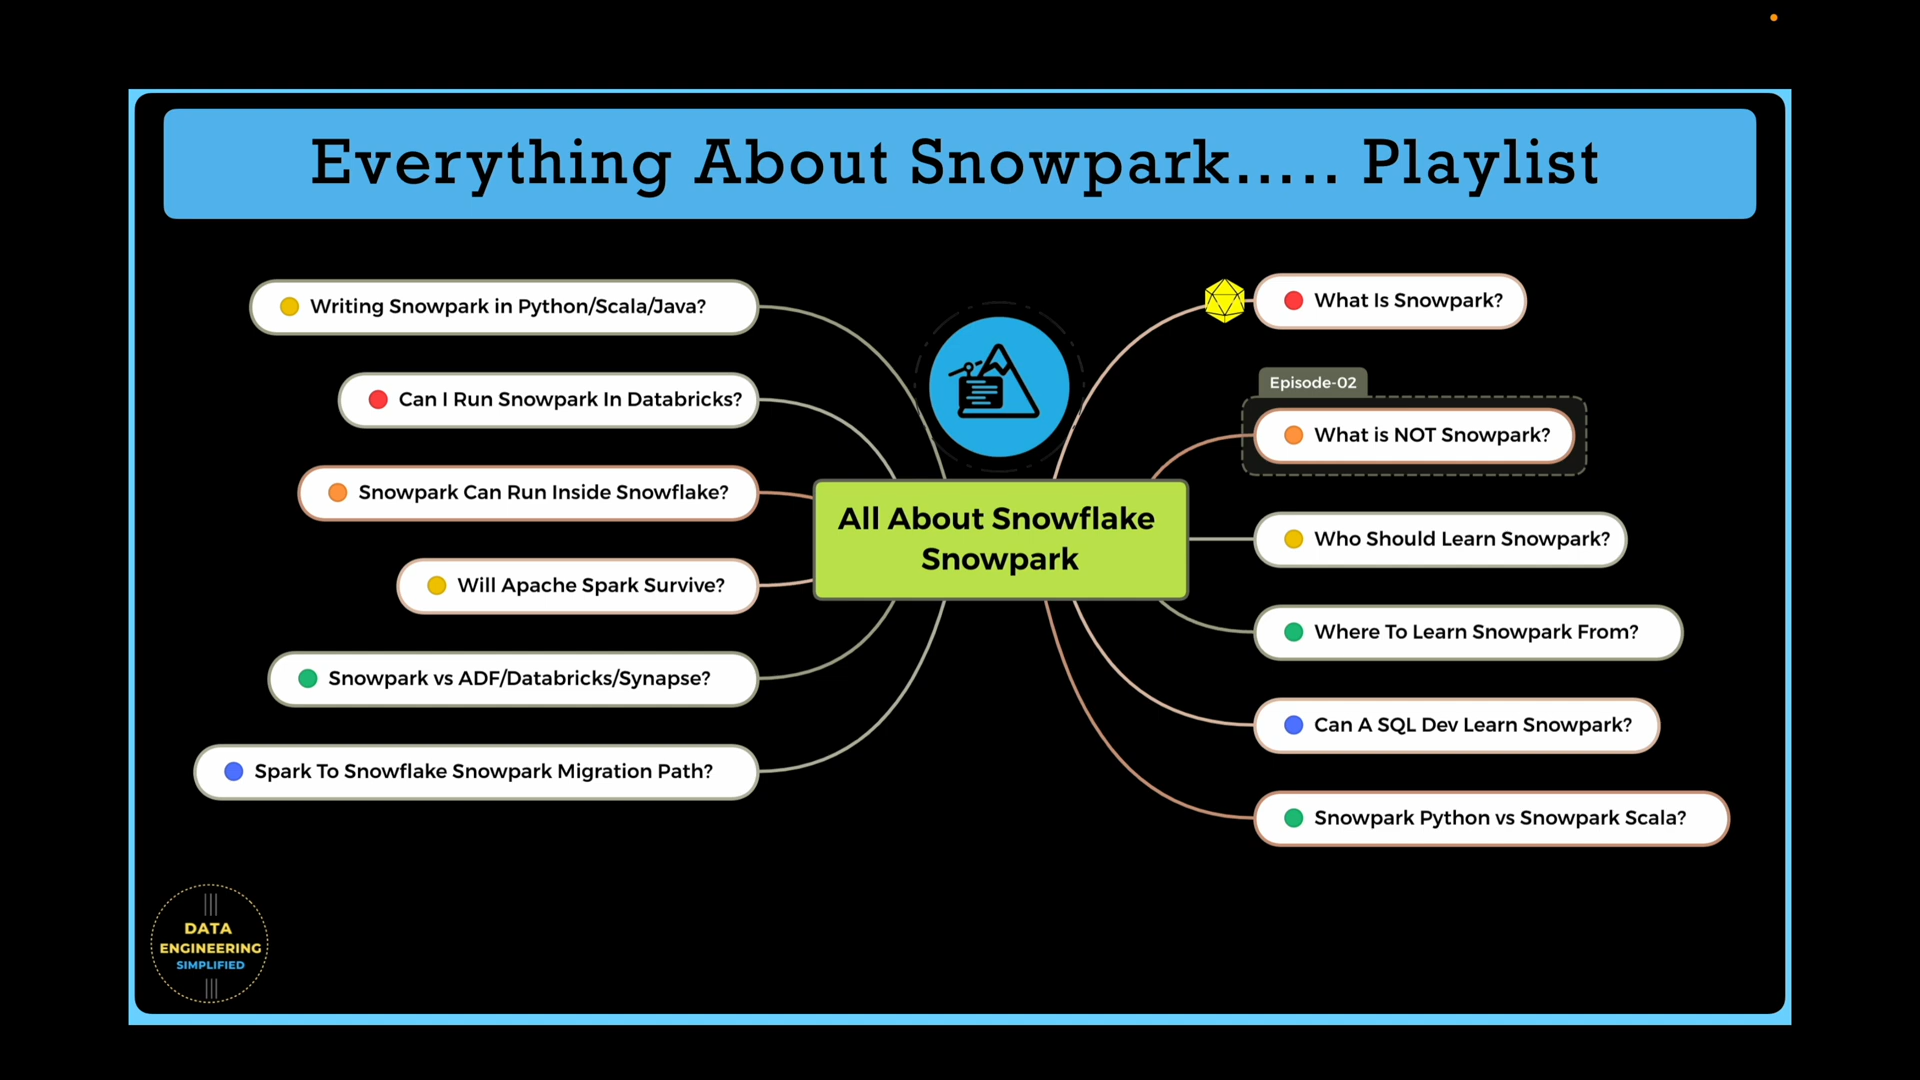 Everything About Snowpark..... Playlist
Writing Snowpark in Python/Scala/Java?
Can I Run Snowpark In Databricks?
Snowpark Can Run Inside Snowflake?
Will Apache Spark Survive?
Snowpark vs ADF/Databricks/Synapse?
Spark To Snowflake Snowpark Migration Path?
All About Snowflake
Snowpark
What Is Snowpark?
Episode-02
What is NOT Snowpark?
Who Should Learn Snowpark?
Where To Learn Snowpark From?
Can A SQL Dev Learn Snowpark?
Snowpark Python vs Snowpark Scala?
DATA
ENGINEERING
SIMPLIFIED